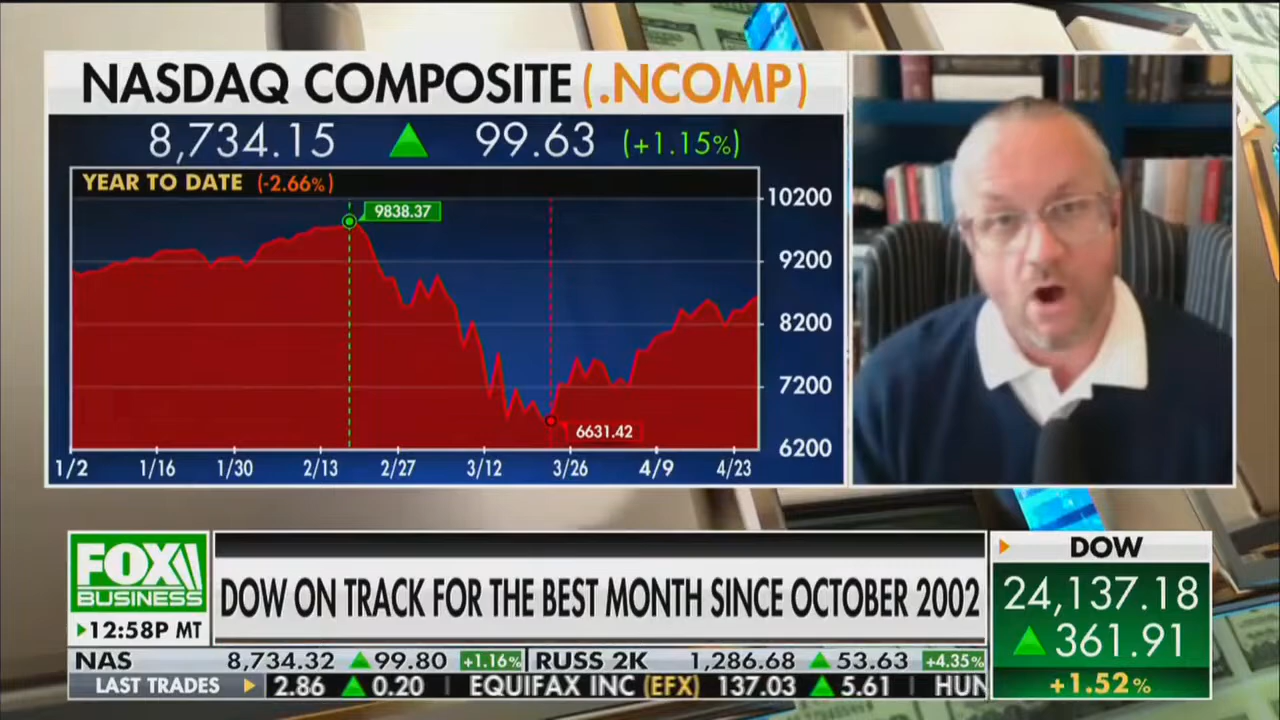 NASDAQ COMPOSITE (.NCOMP)
8,734.15 ▲ 99.63 (+1.15%)
YEAR TO DATE (-2.66%)
9838.37
6631.42
10200
9200
8200
7200
6200
1/2 1/16 1/30 2/13 2/27 3/12 3/26 4/9 4/23
FOX
BUSINESS
12:58P MT
DOW ON TRACK FOR THE BEST MONTH SINCE OCTOBER 2002
DOW
24,137.18
▲ 361.91
+1.52%
NAS 8,734.32 ▲ 99.80 +1.16% RUSS 2K 1,286.68 ▲ 53.63 +4.35%
LAST TRADES 2.86 ▲ 0.20 EQUIFAX INC (EFX) 137.03 ▲ 5.61 HUN